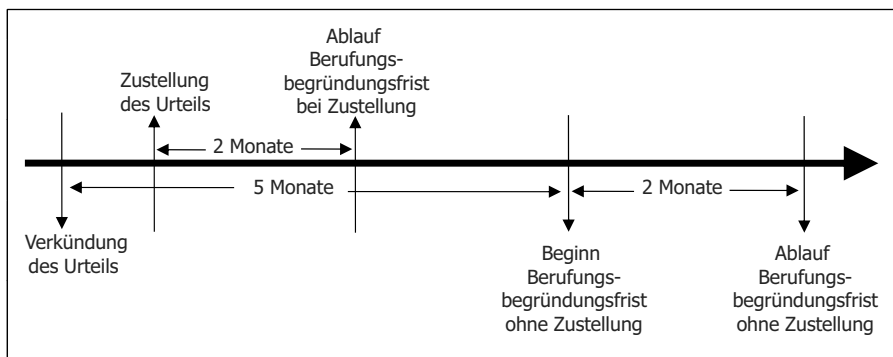 Ablauf
Berufungs-
begründungsfrist
bei Zustellung
Zustellung
des Urteils
2 Monate
5 Monate
2 Monate
Verkündung
des Urteils
Beginn
Berufungs-
begründungsfrist
ohne Zustellung
Ablauf
Berufungs-
begründungsfrist
ohne Zustellung